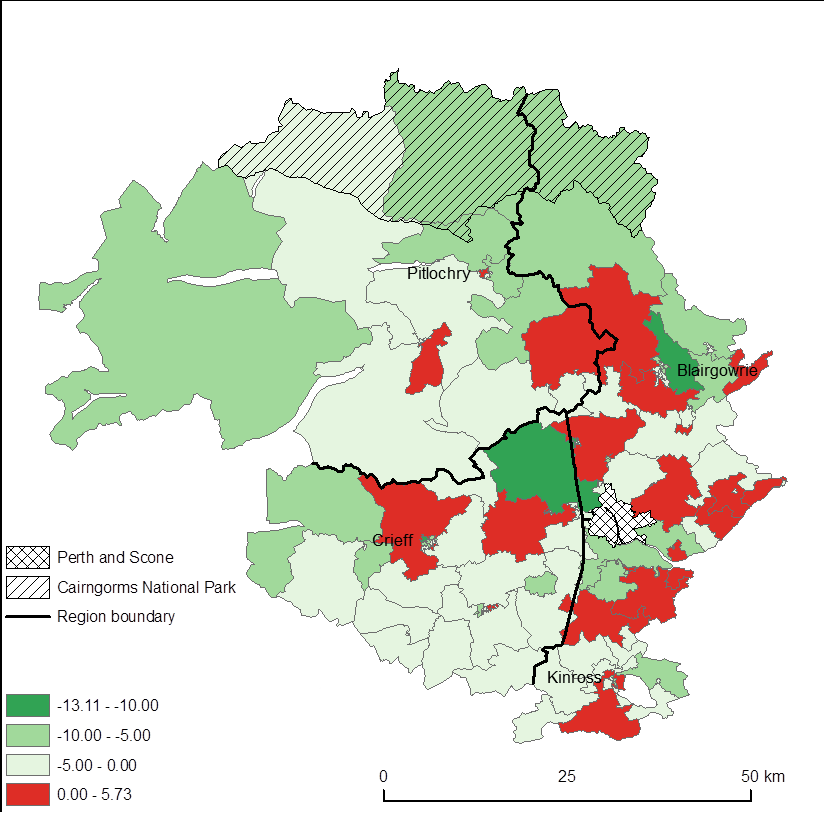 Pitlochry
Blairgowrie
Crieff
Perth and Scone
Cairngorms National Park
Region boundary
Kinross
-13.11 - -10.00
-10.00 - -5.00
-5.00 - 0.00
0.00 - 5.73
0 25 50 km